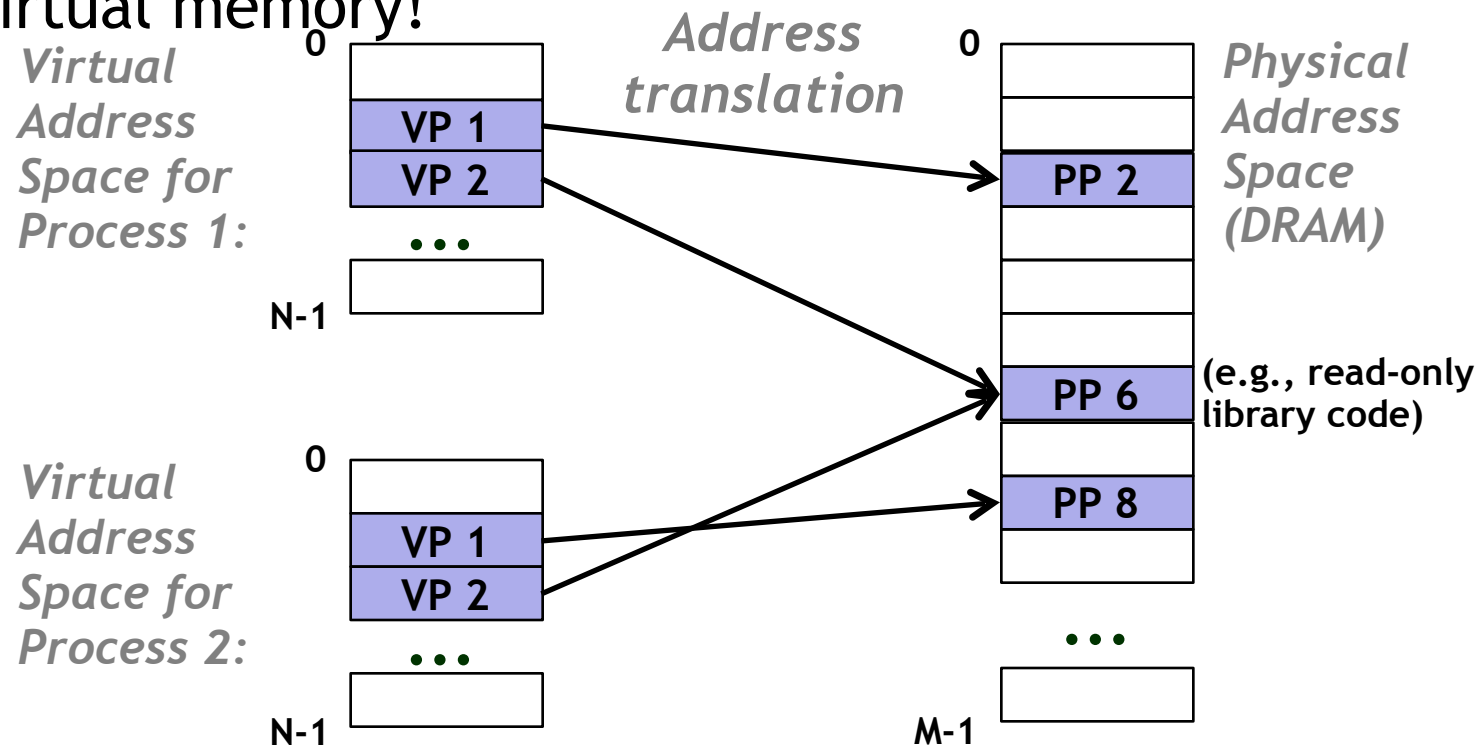 irtual memory!
Virtual
Address
Space for
Process 1:
0
VP 1
VP 2
...
N-1
Address
translation
0
PP 2
PP 6
PP 8
...
M-1
Physical
Address
Space
(DRAM)
(e.g., read-only
library code)
Virtual
Address
Space for
Process 2:
0
VP 1
VP 2
...
N-1